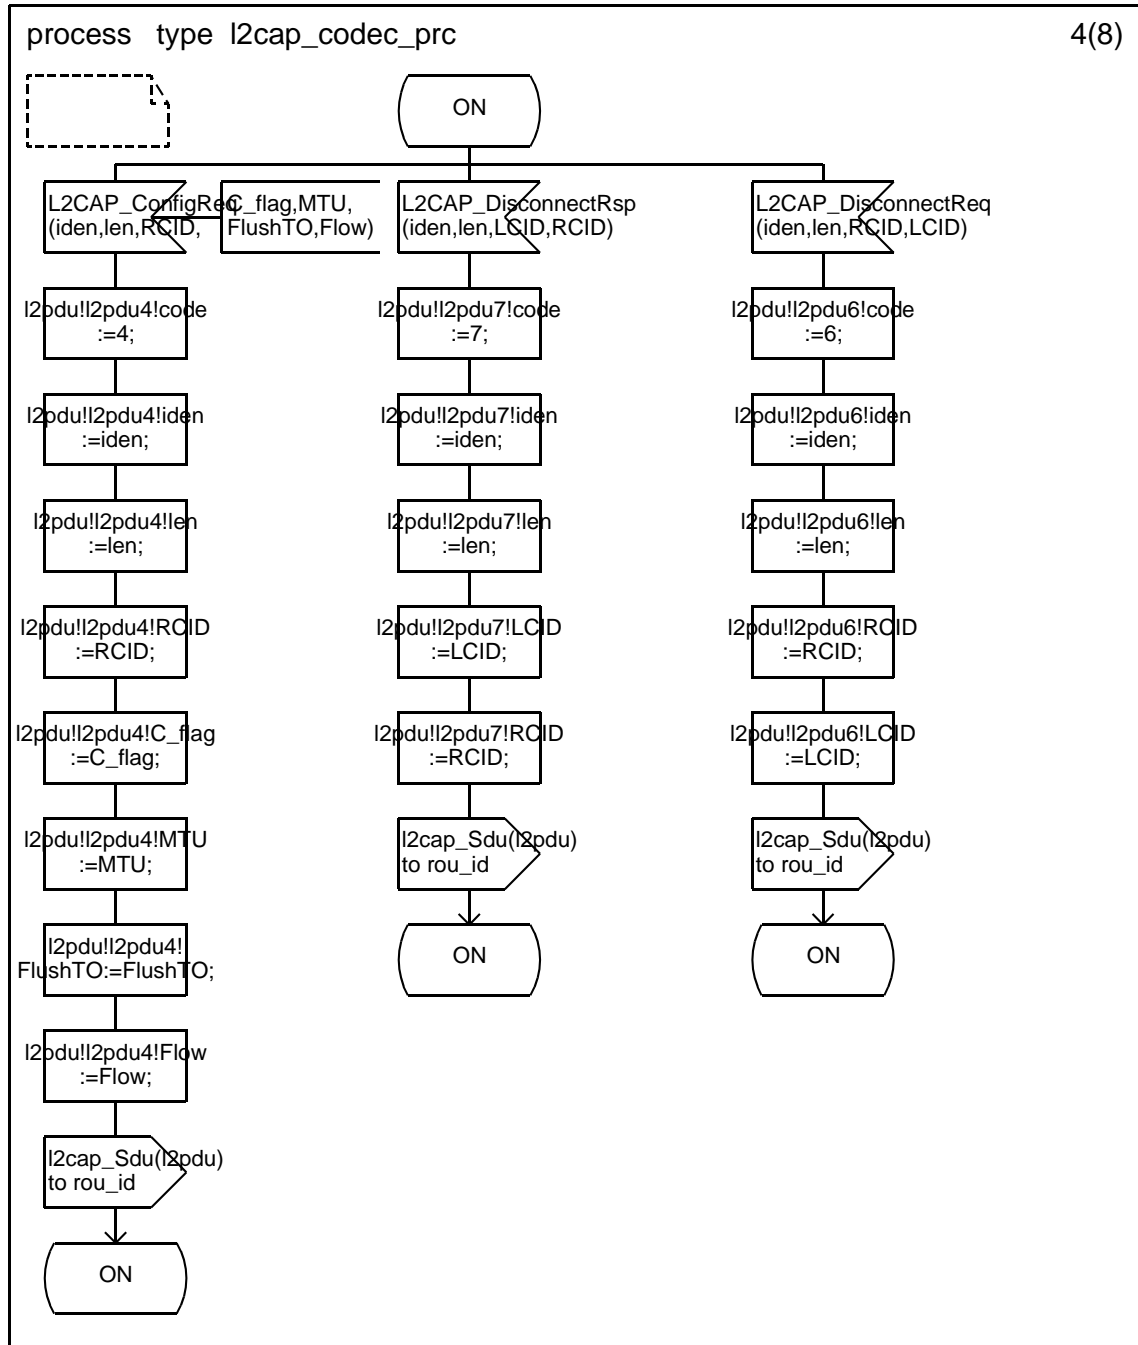 process type l2cap_codec_prc
4(8)
ON
L2CAP_ConfigReq
(iden,len,RCID,
C_flag,MTU,
FlushTO,Flow)
L2CAP_DisconnectRsp
(iden,len,LCID,RCID)
L2CAP_DisconnectReq
(iden,len,RCID,LCID)
l2pdu!l2pdu4!code
:=4;
l2pdu!l2pdu7!code
:=7;
l2pdu!l2pdu6!code
:=6;
l2pdu!l2pdu4!iden
:=iden;
l2pdu!l2pdu7!iden
:=iden;
l2pdu!l2pdu6!iden
:=iden;
l2pdu!l2pdu4!len
:=len;
l2pdu!l2pdu7!len
:=len;
l2pdu!l2pdu6!len
:=len;
l2pdu!l2pdu4!RCID
:=RCID;
l2pdu!l2pdu7!LCID
:=LCID;
l2pdu!l2pdu6!RCID
:=RCID;
l2pdu!l2pdu4!C_flag
:=C_flag;
l2pdu!l2pdu7!RCID
:=RCID;
l2pdu!l2pdu6!LCID
:=LCID;
l2pdu!l2pdu4!MTU
:=MTU;
l2cap_Sdu(l2pdu)
to rou_id
l2cap_Sdu(l2pdu)
to rou_id
l2pdu!l2pdu4!
FlushTO:=FlushTO;
ON
ON
l2pdu!l2pdu4!Flow
:=Flow;
l2cap_Sdu(l2pdu)
to rou_id
ON